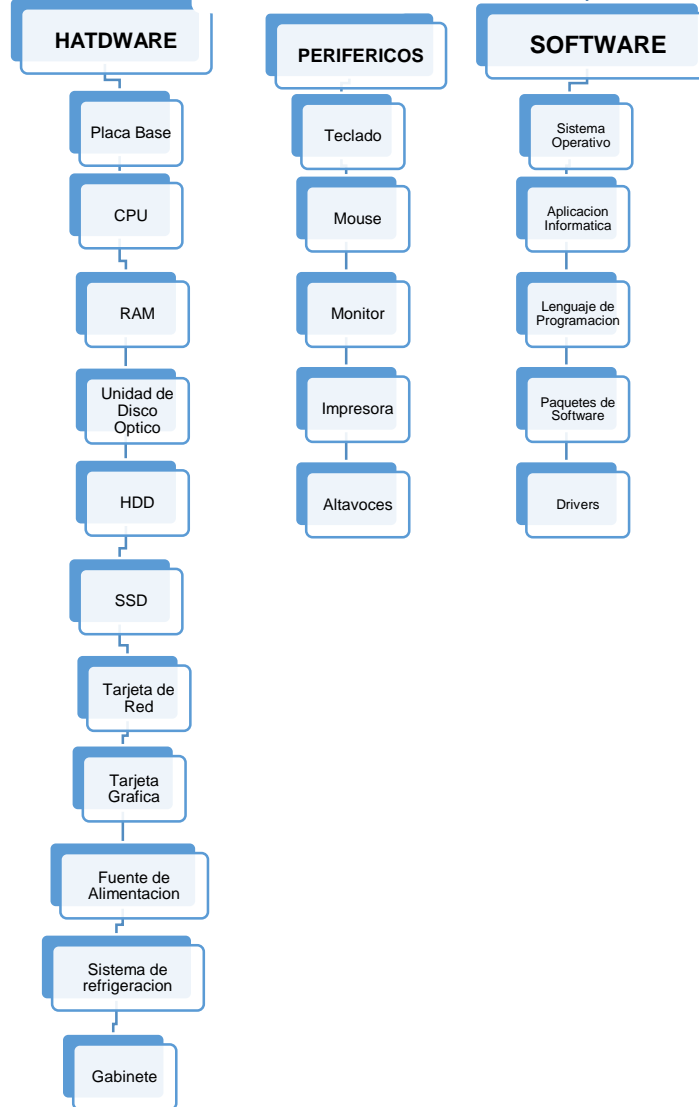 HATDWARE
Placa Base
CPU
RAM
Unidad de
Disco
Optico
HDD
SSD
Tarjeta de
Red
Tarjeta
Grafica
Fuente de
Alimentacion
Sistema de
refrigeracion
Gabinete
PERIFERICOS
Teclado
Mouse
Monitor
Impresora
Altavoces
SOFTWARE
Sistema
Operativo
Aplicacion
Informatica
Lenguaje de
Programacion
Paquetes de
Software
Drivers